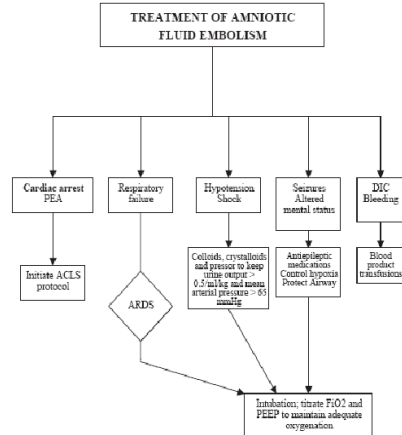 TREATMENT OF AMNIOTIC
FLUID EMBOLISM
Cardiac arrest
PEA
Respiratory
failure
Hypotension
Shock
Seizures
Altered
mental status
DIC
Bleeding
Initiate ACLS
protocol
ARDS
Colloids, crystalloids
and pressor to keep
urine output >
0.5/ml/kg and mean
arterial pressure > 65
mmHg
Antiepileptic
medications
Control hypoxia
Protect Airway
Blood
product
transfusions
Intubation; titrate FiO2 and
PEEP to maintain adequate
oxygenation.